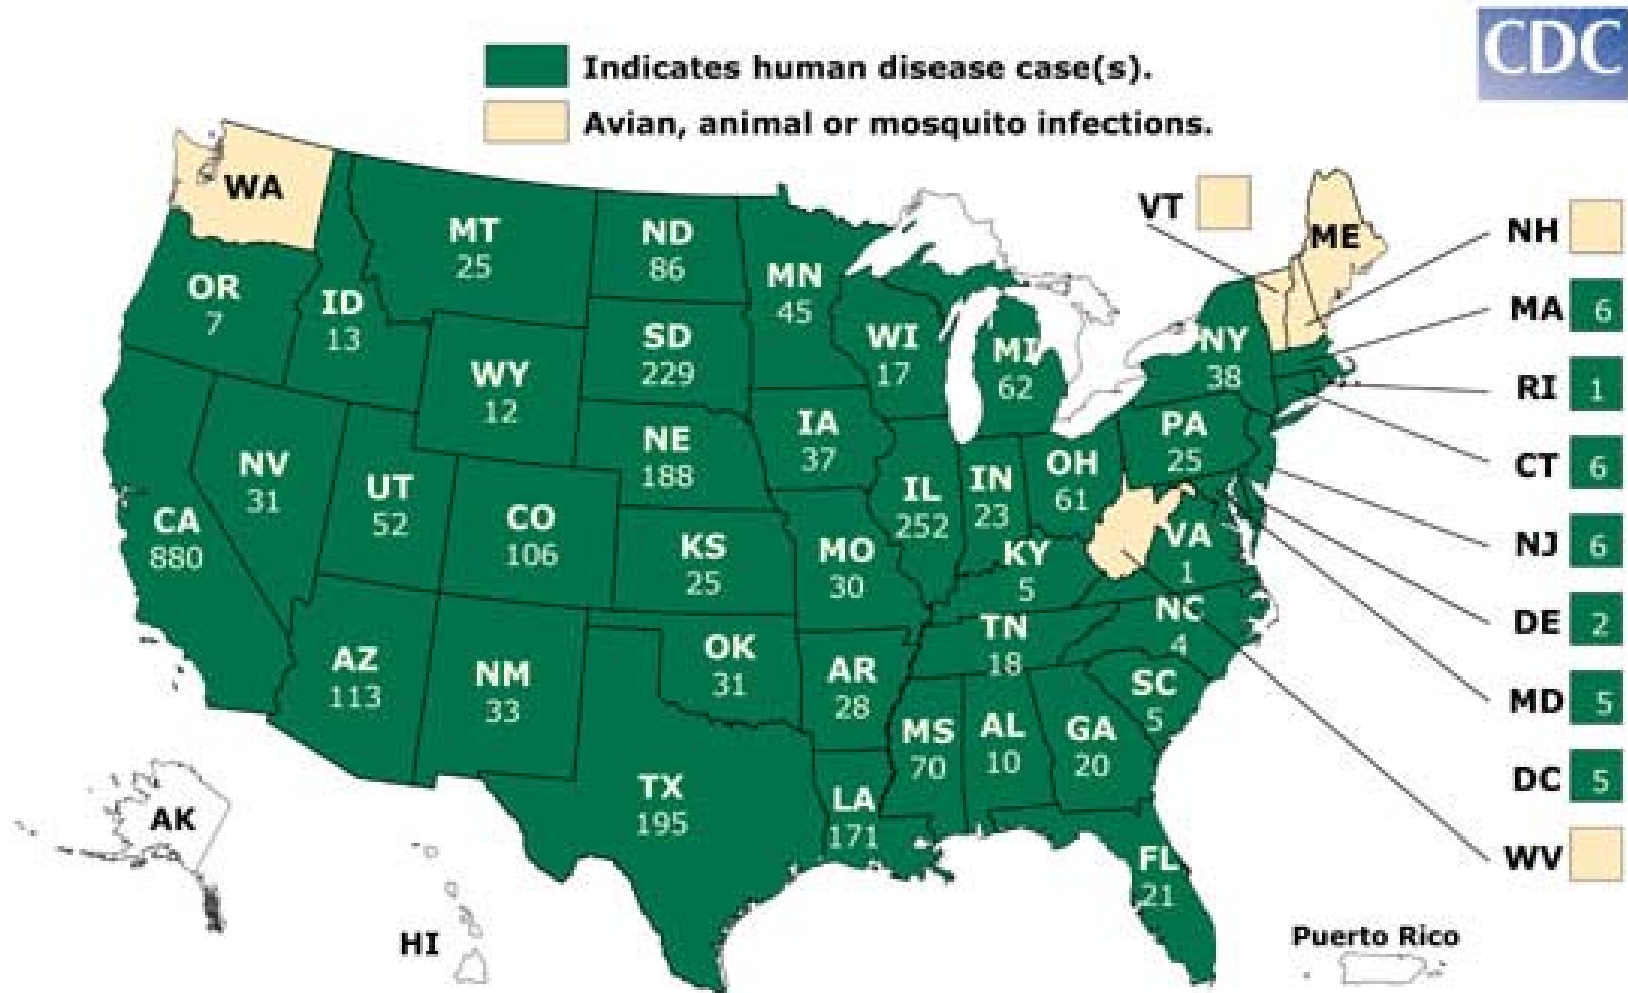 CDC
Indicates human disease case(s).
Avian, animal or mosquito infections.
WA
VT
NH
ME
MT
25
ND
86
MN
45
OR
7
ID
13
MA
6
SD
229
WI
17
MI
62
NY
38
WY
12
RI
1
NE
188
IA
37
PA
25
NV
31
UT
52
IL
252
IN
23
OH
61
CT
6
CA
880
CO
106
KS
25
MO
30
KY
5
VA
1
NJ
6
NC
4
DE
2
AZ
113
NM
33
OK
31
AR
28
TN
18
SC
5
MD
5
MS
70
AL
10
GA
20
DC
5
TX
195
LA
171
AK
FL
21
WV
HI
Puerto Rico